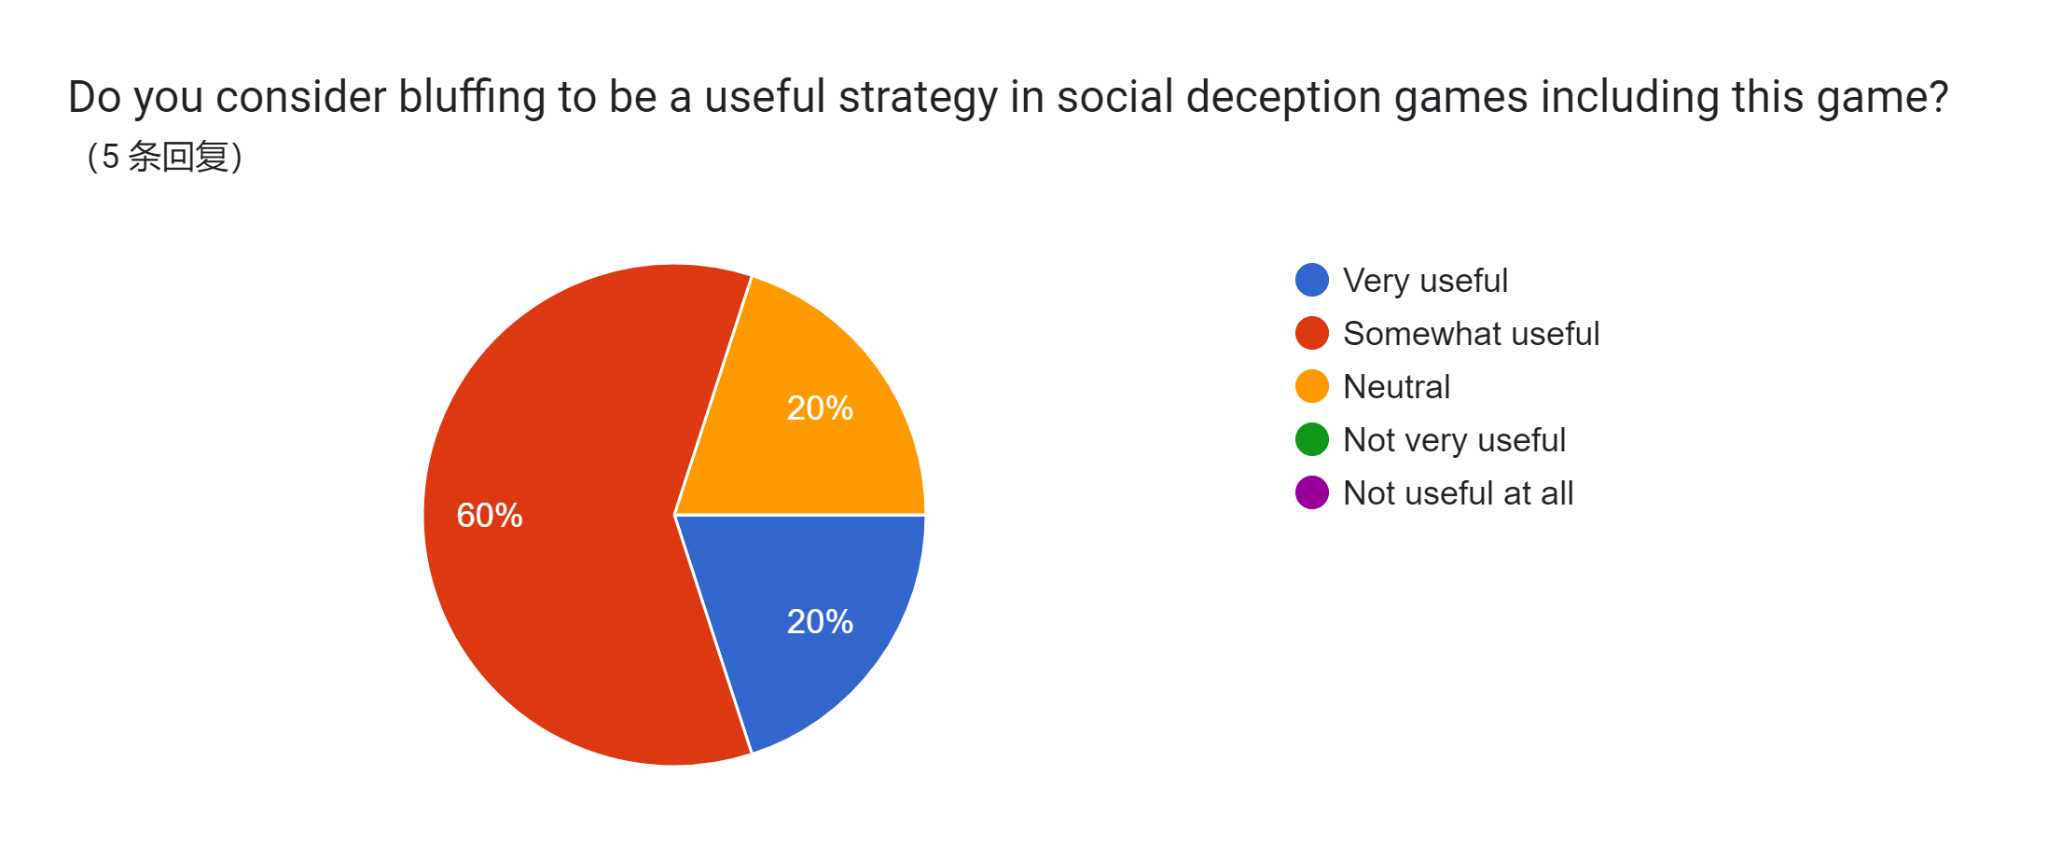 Do you consider bluffing to be a useful strategy in social deception games including this game?
（5 条回复）
Very useful
Somewhat useful
Neutral
Not very useful
Not useful at all
20%
60%
20%